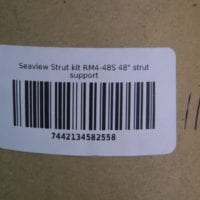 Seaview Strut kit RM4-48S 48" strut
support
7442134582558